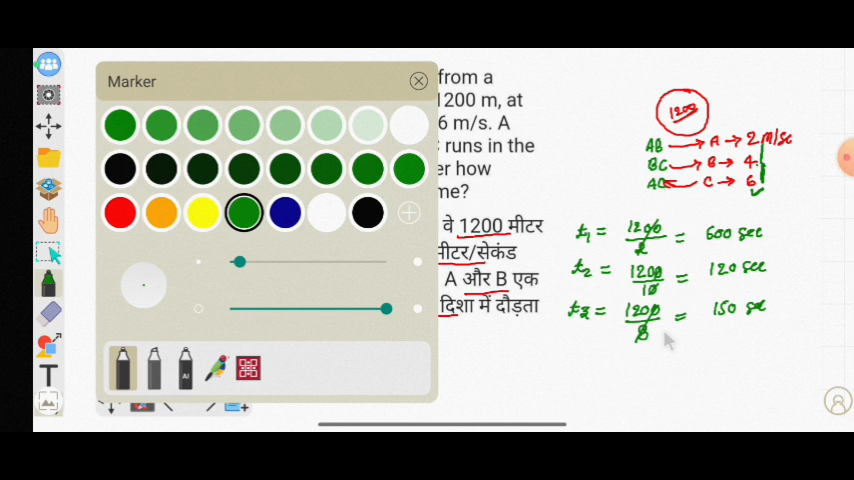 Marker
from a
1200 m, at
6 m/s. A
runs in the
er how
me?
वे 1200 मीटर
मीटर/सेकंड
A और B एक
दिशा में दौड़ता
AI
T
1200
AB → A → 2 m/sc
BC → B → 4
AC ← C → 6
t₁ = 1200/2 = 600 sec
t₂ = 1200/10 = 120 sec
t₃ = 1200/8 = 150 sec